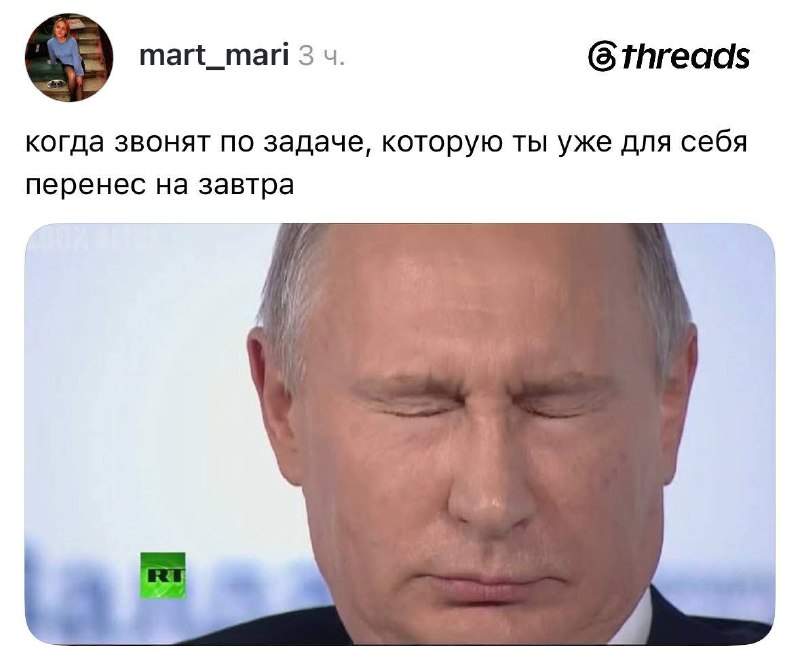 mart_mari 3 ч.
threads
когда звонят по задаче, которую ты уже для себя
перенес на завтра
RT